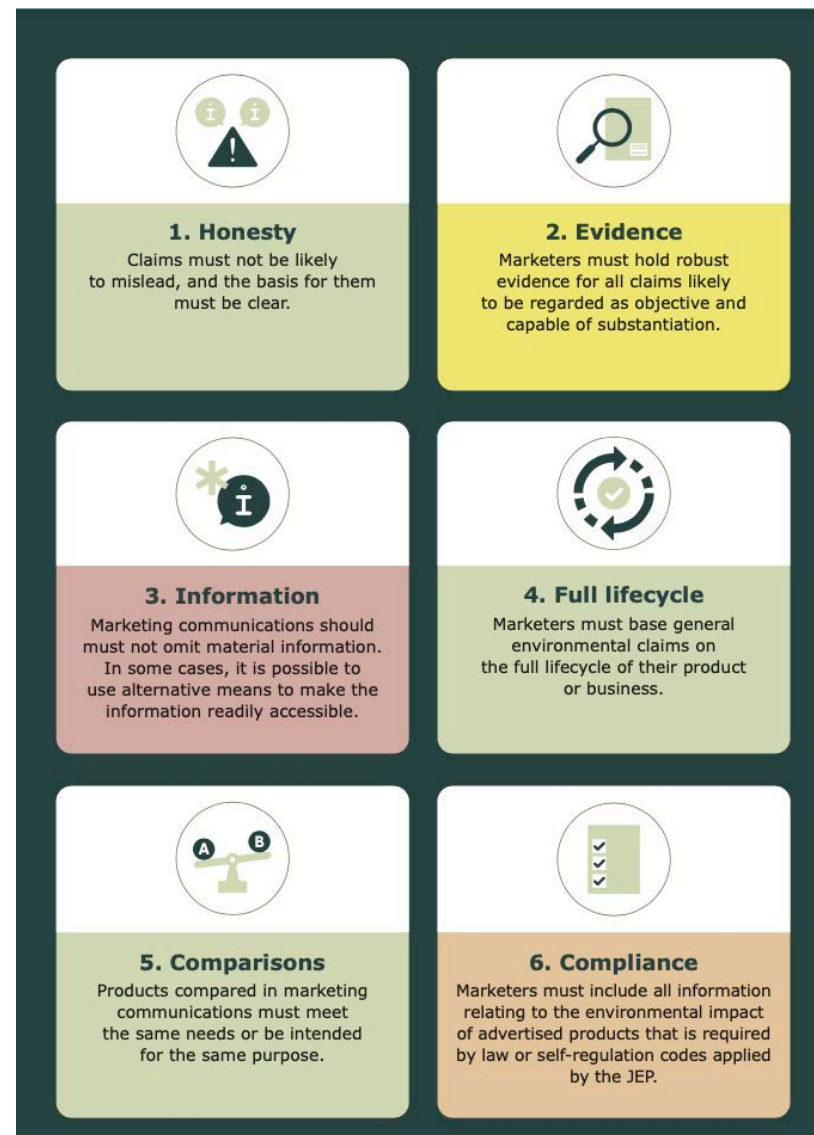 1. Honesty
Claims must not be likely
to mislead, and the basis for them
must be clear.
2. Evidence
Marketers must hold robust
evidence for all claims likely
to be regarded as objective and
capable of substantiation.
3. Information
Marketing communications should
must not omit material information.
In some cases, it is possible to
use alternative means to make the
information readily accessible.
4. Full lifecycle
Marketers must base general
environmental claims on
the full lifecycle of their product
or business.
A B
5. Comparisons
Products compared in marketing
communications must meet
the same needs or be intended
for the same purpose.
6. Compliance
Marketers must include all information
relating to the environmental impact
of advertised products that is required
by law or self-regulation codes applied
by the JEP.